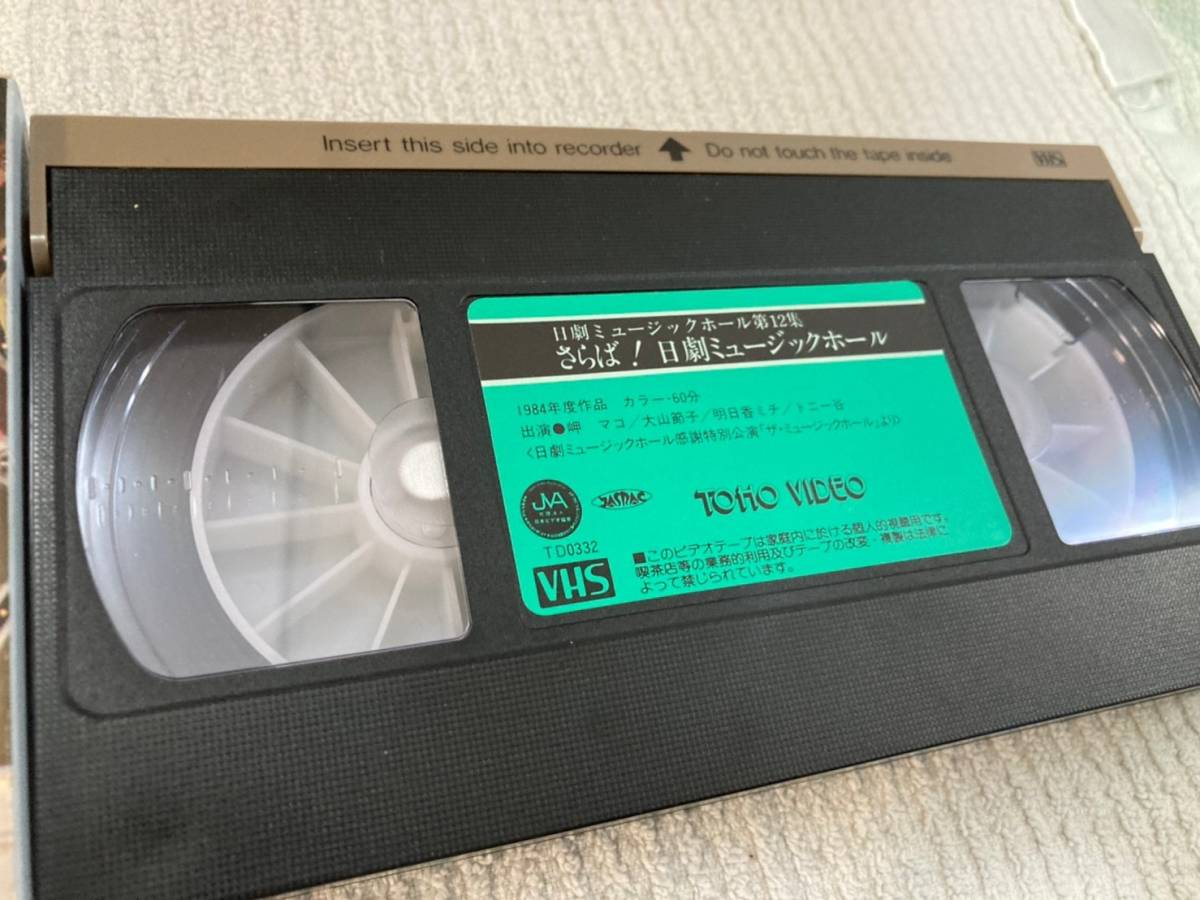 Insert this side into recorder Do not touch the tape inside VHS
日劇ミュージックホール第12集
さらば! 日劇ミュージックホール
1984年度作品 カラー・60分
出演●岬 マコ/大山節子/明日香ミチ/トニー谷
〈日劇ミュージックホール感謝特別公演「ザ・ミュージックホール」より〉
JVA JASRAC TOHO VIDEO
TD0332
VHS
■このビデオテープは家庭内に於ける個人的視聴用です。
喫茶店等の業務的利用及びテープの改変・複製は法律に
よって禁じられています。